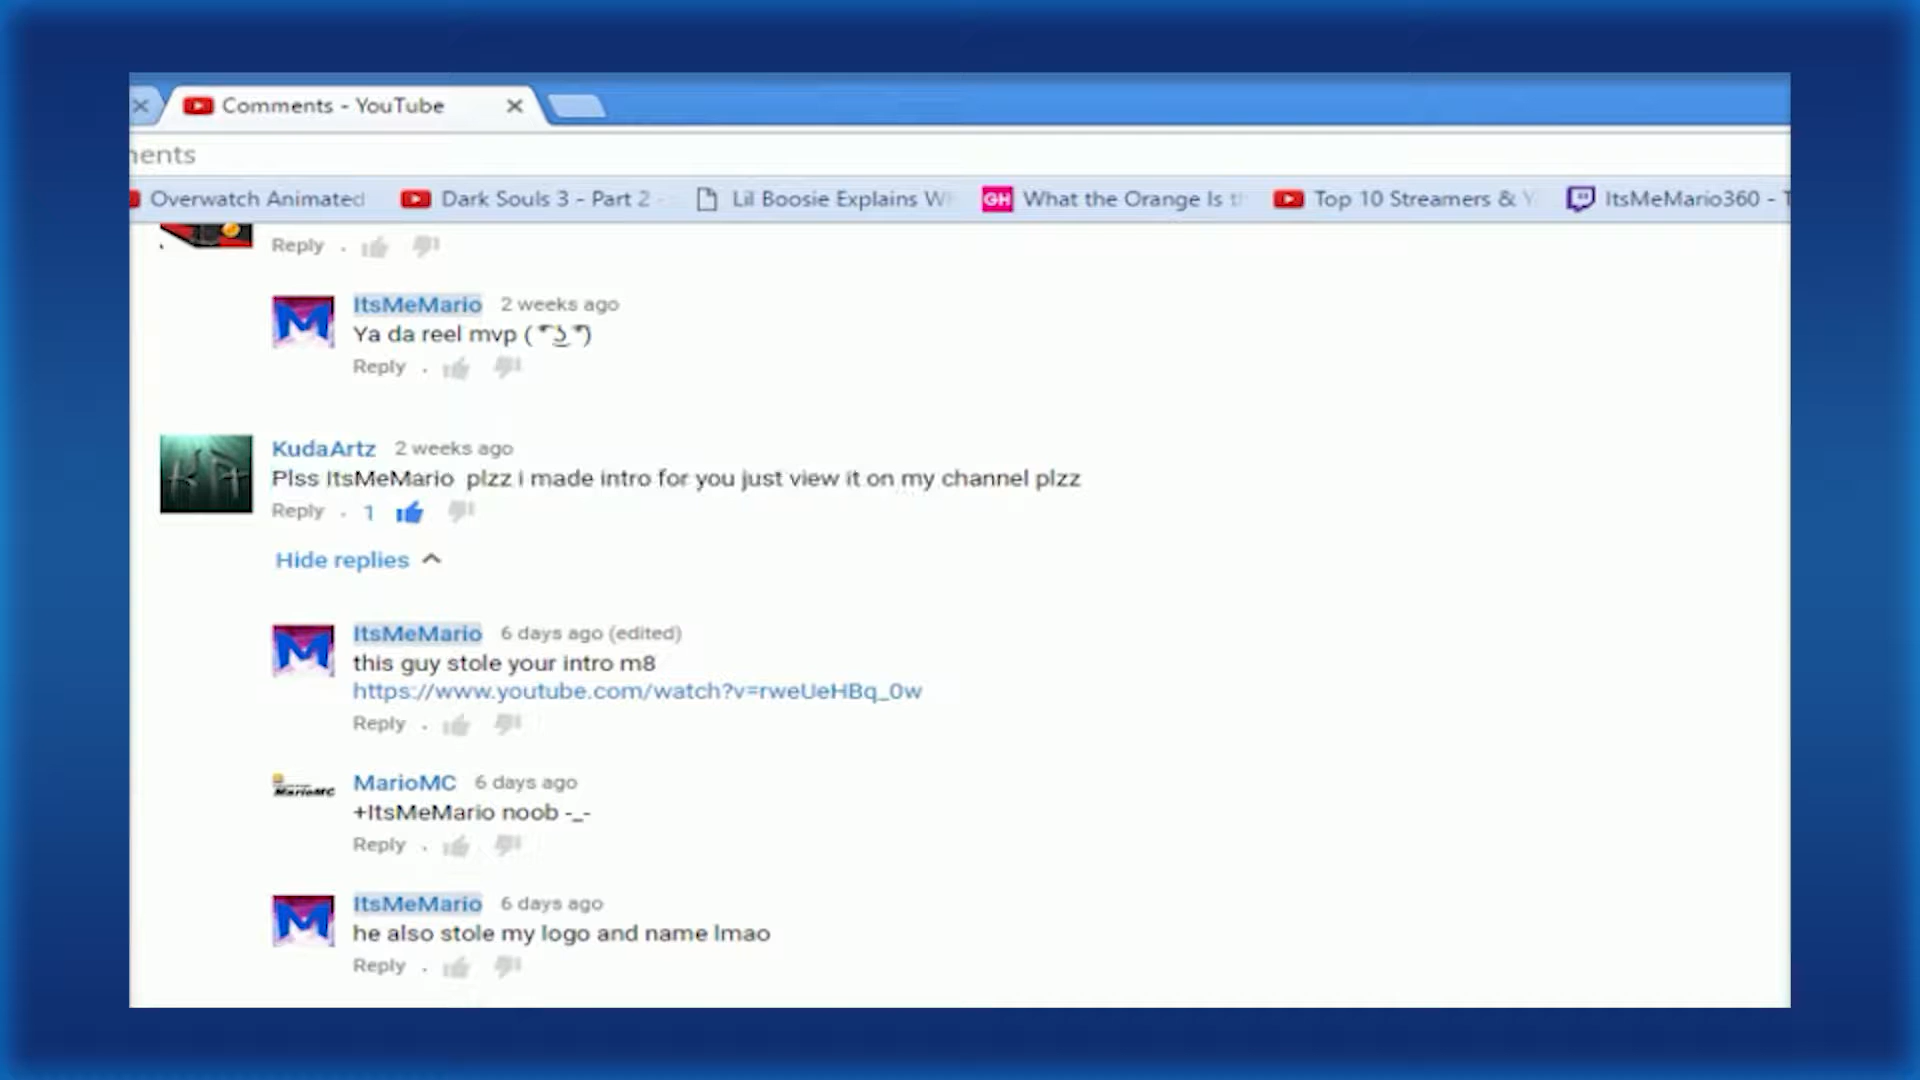 Comments - YouTube
ments
Overwatch Animated Dark Souls 3 - Part 2 - Lil Boosie Explains GH What the Orange Is Top 10 Streamers & ItsMeMario360 -
Reply .
ItsMeMario 2 weeks ago
Ya da reel mvp ( ͡° ͜ʖ ͡°)
Reply .
KudaArtz 2 weeks ago
Plss ItsMeMario plzz i made intro for you just view it on my channel plzz
Reply . 1
Hide replies
ItsMeMario 6 days ago (edited)
this guy stole your intro m8
https://www.youtube.com/watch?v=rweUeHBq_0w
Reply .
MarioMC
MarioMC 6 days ago
+ItsMeMario noob -_-
Reply .
ItsMeMario 6 days ago
he also stole my logo and name lmao
Reply .